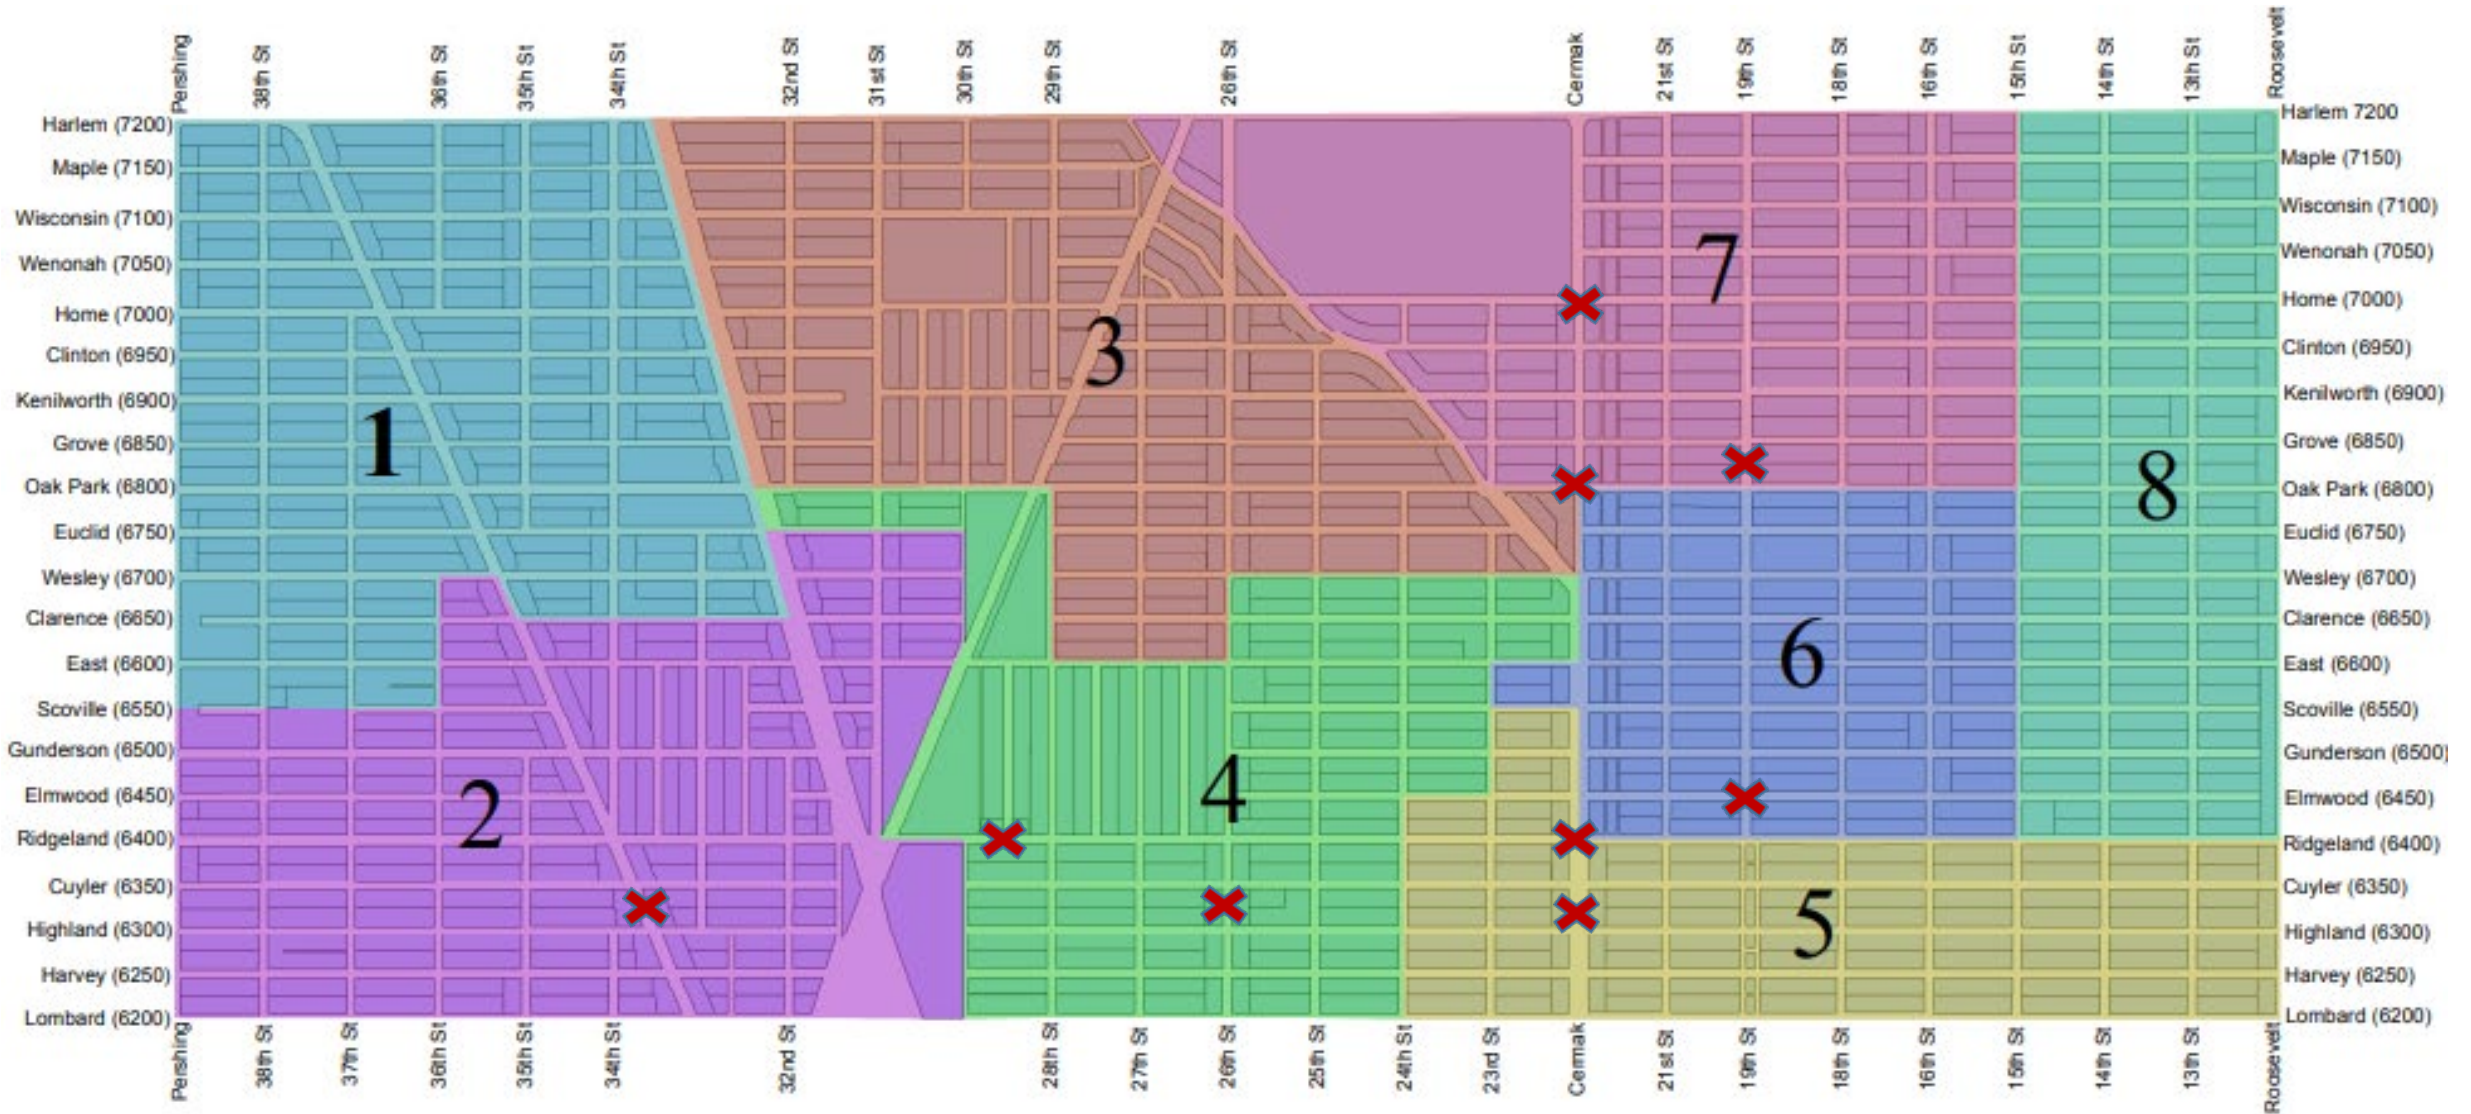 Pershing
38th St
36th St
35th St
34th St
32nd St
31st St
30th St
29th St
26th St
Cermak
21st St
19th St
18th St
16th St
15th St
14th St
13th St
Roosevelt
Harlem (7200)
Maple (7150)
Wisconsin (7100)
Wenonah (7050)
Home (7000)
Clinton (6950)
Kenilworth (6900)
Grove (6850)
Oak Park (6800)
Euclid (6750)
Wesley (6700)
Clarence (6650)
East (6600)
Scoville (6550)
Gunderson (6500)
Elmwood (6450)
Ridgeland (6400)
Cuyler (6350)
Highland (6300)
Harvey (6250)
Lombard (6200)
1
2
3
4
5
6
7
8
Harlem 7200
Maple (7150)
Wisconsin (7100)
Wenonah (7050)
Home (7000)
Clinton (6950)
Kenilworth (6900)
Grove (6850)
Oak Park (6800)
Euclid (6750)
Wesley (6700)
Clarence (6650)
East (6600)
Scoville (6550)
Gunderson (6500)
Elmwood (6450)
Ridgeland (6400)
Cuyler (6350)
Highland (6300)
Harvey (6250)
Lombard (6200)
Pershing
38th St
37th St
36th St
35th St
34th St
32nd St
28th St
27th St
26th St
25th St
24th St
23rd St
Cermak
21st St
19th St
18th St
16th St
15th St
14th St
13th St
Roosevelt